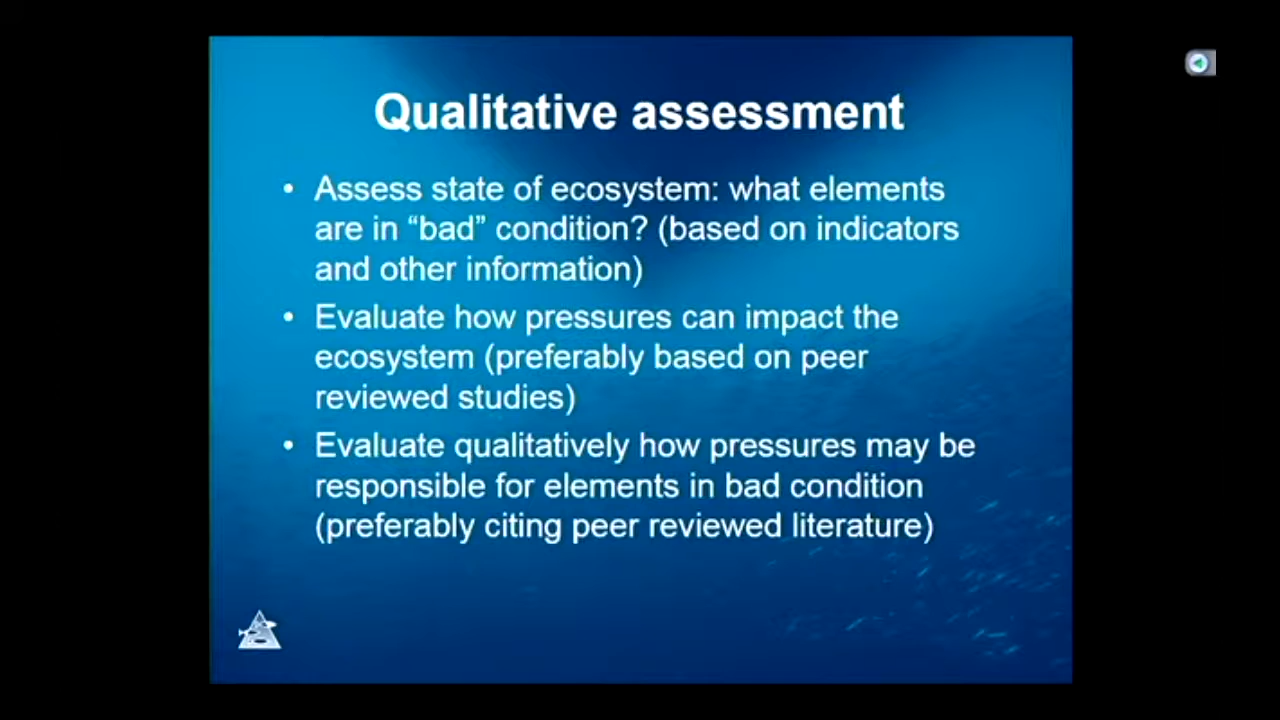 Qualitative assessment
• Assess state of ecosystem: what elements
are in “bad” condition? (based on indicators
and other information)
• Evaluate how pressures can impact the
ecosystem (preferably based on peer
reviewed studies)
• Evaluate qualitatively how pressures may be
responsible for elements in bad condition
(preferably citing peer reviewed literature)